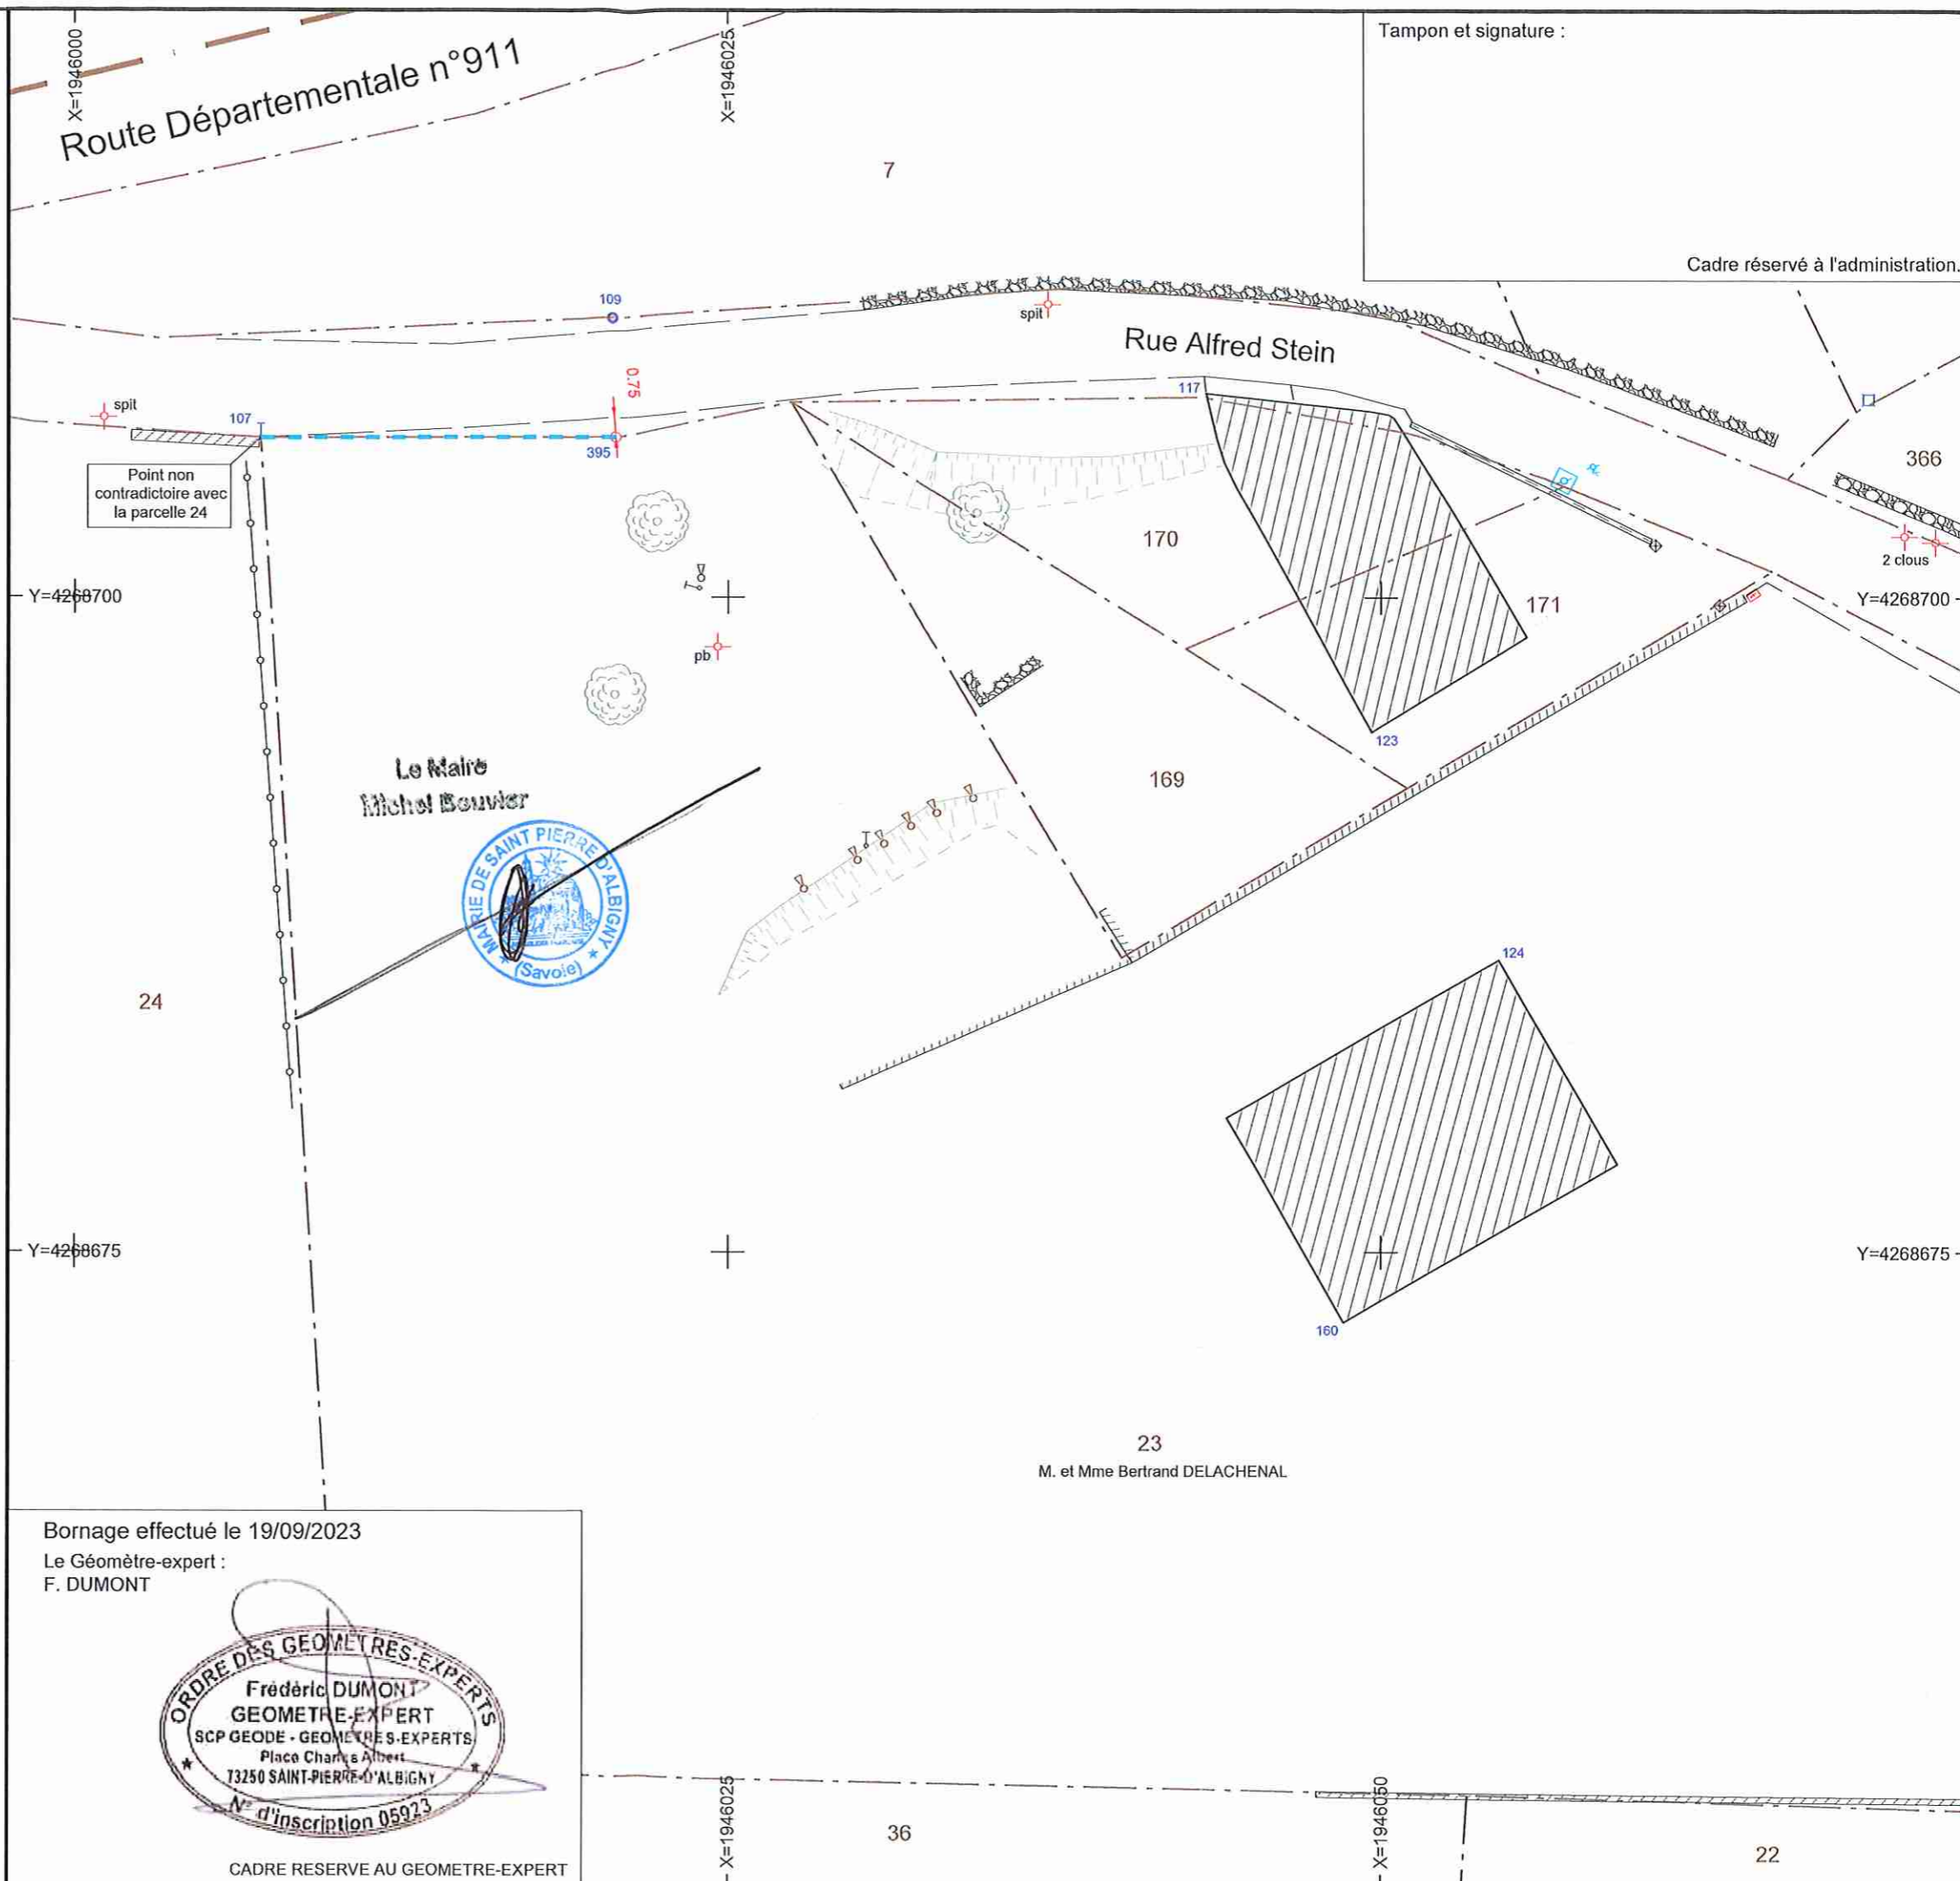 X=1946000
Route Départementale n°911
X=1946025
Tampon et signature :
7
Cadre réservé à l'administration.
109
spit
Rue Alfred Stein
0.75
117
spit
107
395
Point non
contradictoire avec
la parcelle 24
366
170
2 clous
Y=4268700
171
Y=4268700
pb
123
Le Maire
Michel Bouvier
169
MAIRIE DE SAINT PIERRE D'ALBIGNY
(Savoie)
24
124
Y=4268675
Y=4268675
160
23
M. et Mme Bertrand DELACHENAL
Bornage effectué le 19/09/2023
Le Géomètre-expert :
F. DUMONT
ORDRE DES GEOMETRES-EXPERTS
Frédéric DUMONT
GEOMETRE-EXPERT
SCP GEODE - GEOMETRES-EXPERTS
Place Charles Albert
73250 SAINT-PIERRE-D'ALBIGNY
N° d'inscription 05923
CADRE RESERVE AU GEOMETRE-EXPERT
X=1946025
36
X=1946050
22